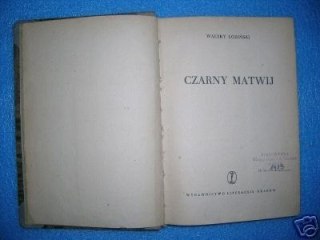 WALERY ŁOZIŃSKI
CZARNY MATWIJ
WYDAWNICTWO LITERACKIE · KRAKÓW